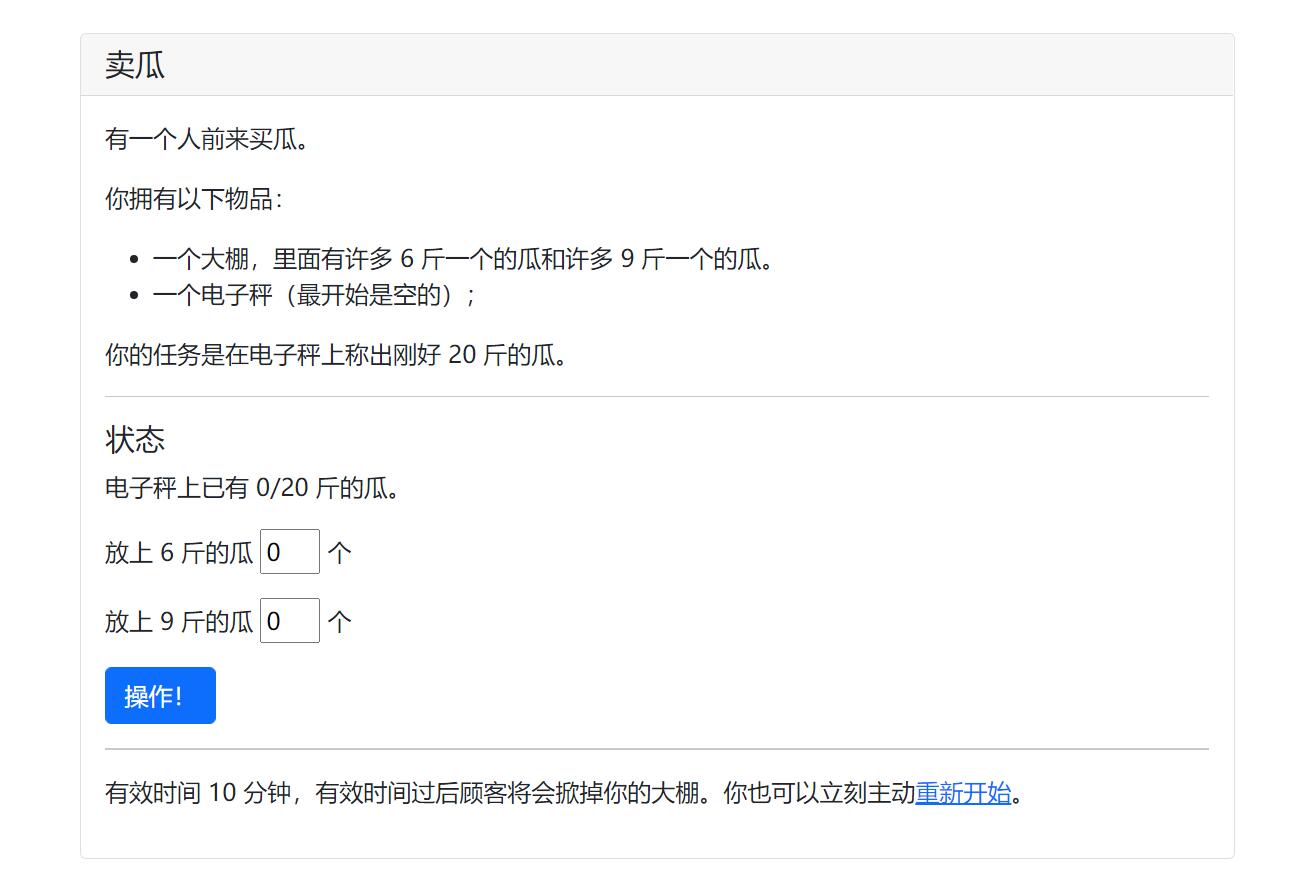 卖瓜
有一个人前来买瓜。
你拥有以下物品：
• 一个大棚，里面有许多 6 斤一个的瓜和许多 9 斤一个的瓜。
• 一个电子秤（最开始是空的）；
你的任务是在电子秤上称出刚好 20 斤的瓜。
状态
电子秤上已有 0/20 斤的瓜。
放上 6 斤的瓜 0 个
放上 9 斤的瓜 0 个
操作！
有效时间 10 分钟，有效时间过后顾客将会掀掉你的大棚。你也可以立刻主动重新开始。